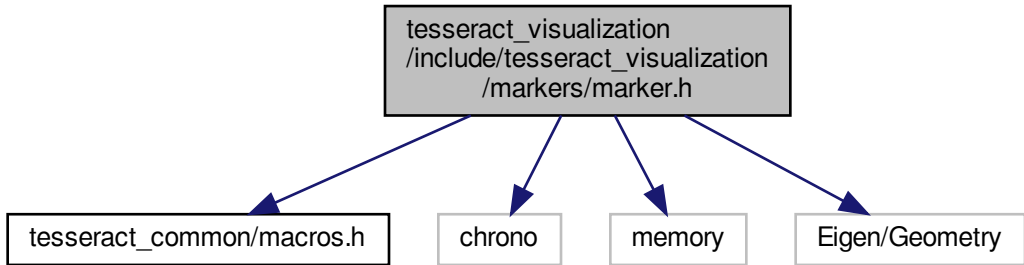 tesseract_visualization
/include/tesseract_visualization
/markers/marker.h
tesseract_common/macros.h
chrono
memory
Eigen/Geometry